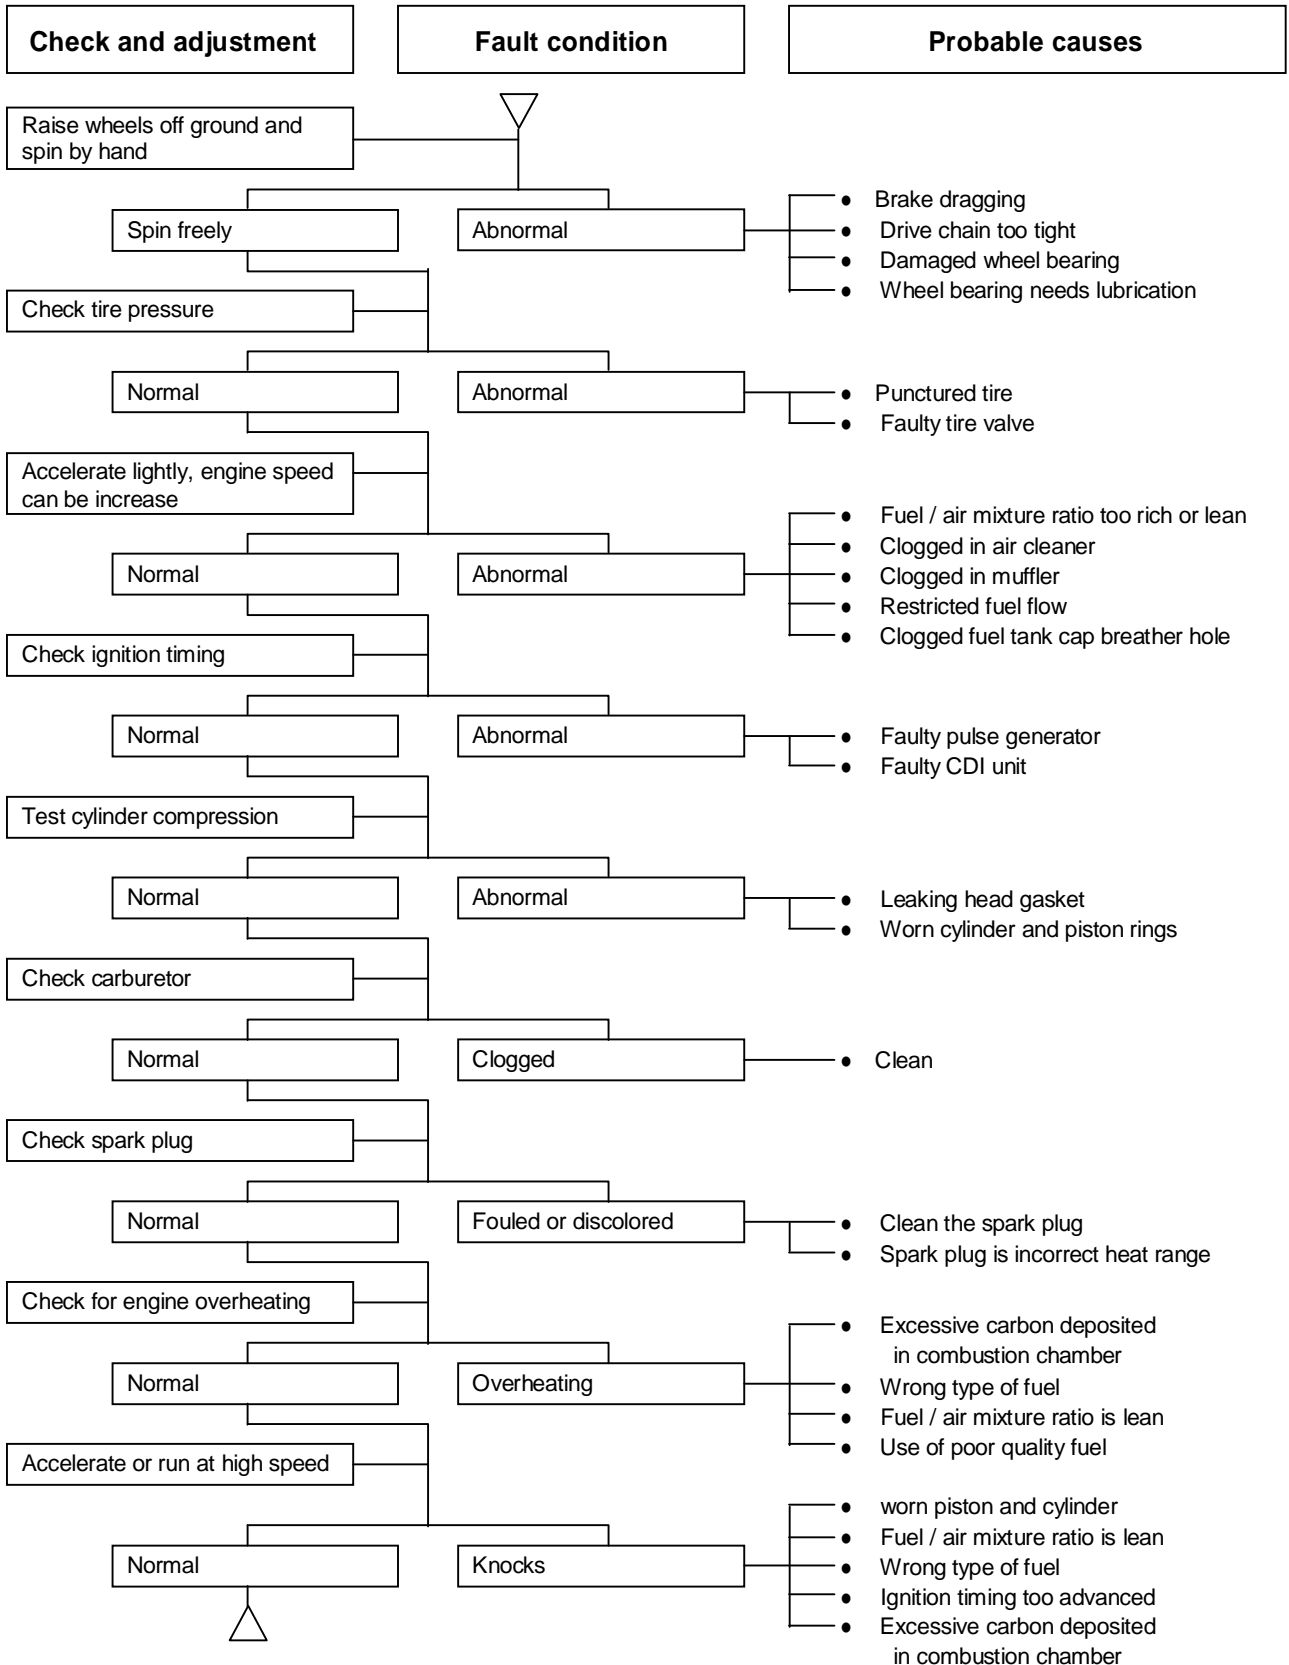 Check and adjustment
Fault condition
Probable causes
Raise wheels off ground and
spin by hand
Spin freely
Abnormal
• Brake dragging
• Drive chain too tight
• Damaged wheel bearing
• Wheel bearing needs lubrication
Check tire pressure
Normal
Abnormal
• Punctured tire
• Faulty tire valve
Accelerate lightly, engine speed
can be increase
Normal
Abnormal
• Fuel / air mixture ratio too rich or lean
• Clogged in air cleaner
• Clogged in muffler
• Restricted fuel flow
• Clogged fuel tank cap breather hole
Check ignition timing
Normal
Abnormal
• Faulty pulse generator
• Faulty CDI unit
Test cylinder compression
Normal
Abnormal
• Leaking head gasket
• Worn cylinder and piston rings
Check carburetor
Normal
Clogged
• Clean
Check spark plug
Normal
Fouled or discolored
• Clean the spark plug
• Spark plug is incorrect heat range
Check for engine overheating
Normal
Overheating
• Excessive carbon deposited
in combustion chamber
• Wrong type of fuel
• Fuel / air mixture ratio is lean
• Use of poor quality fuel
Accelerate or run at high speed
Normal
Knocks
• worn piston and cylinder
• Fuel / air mixture ratio is lean
• Wrong type of fuel
• Ignition timing too advanced
• Excessive carbon deposited
in combustion chamber